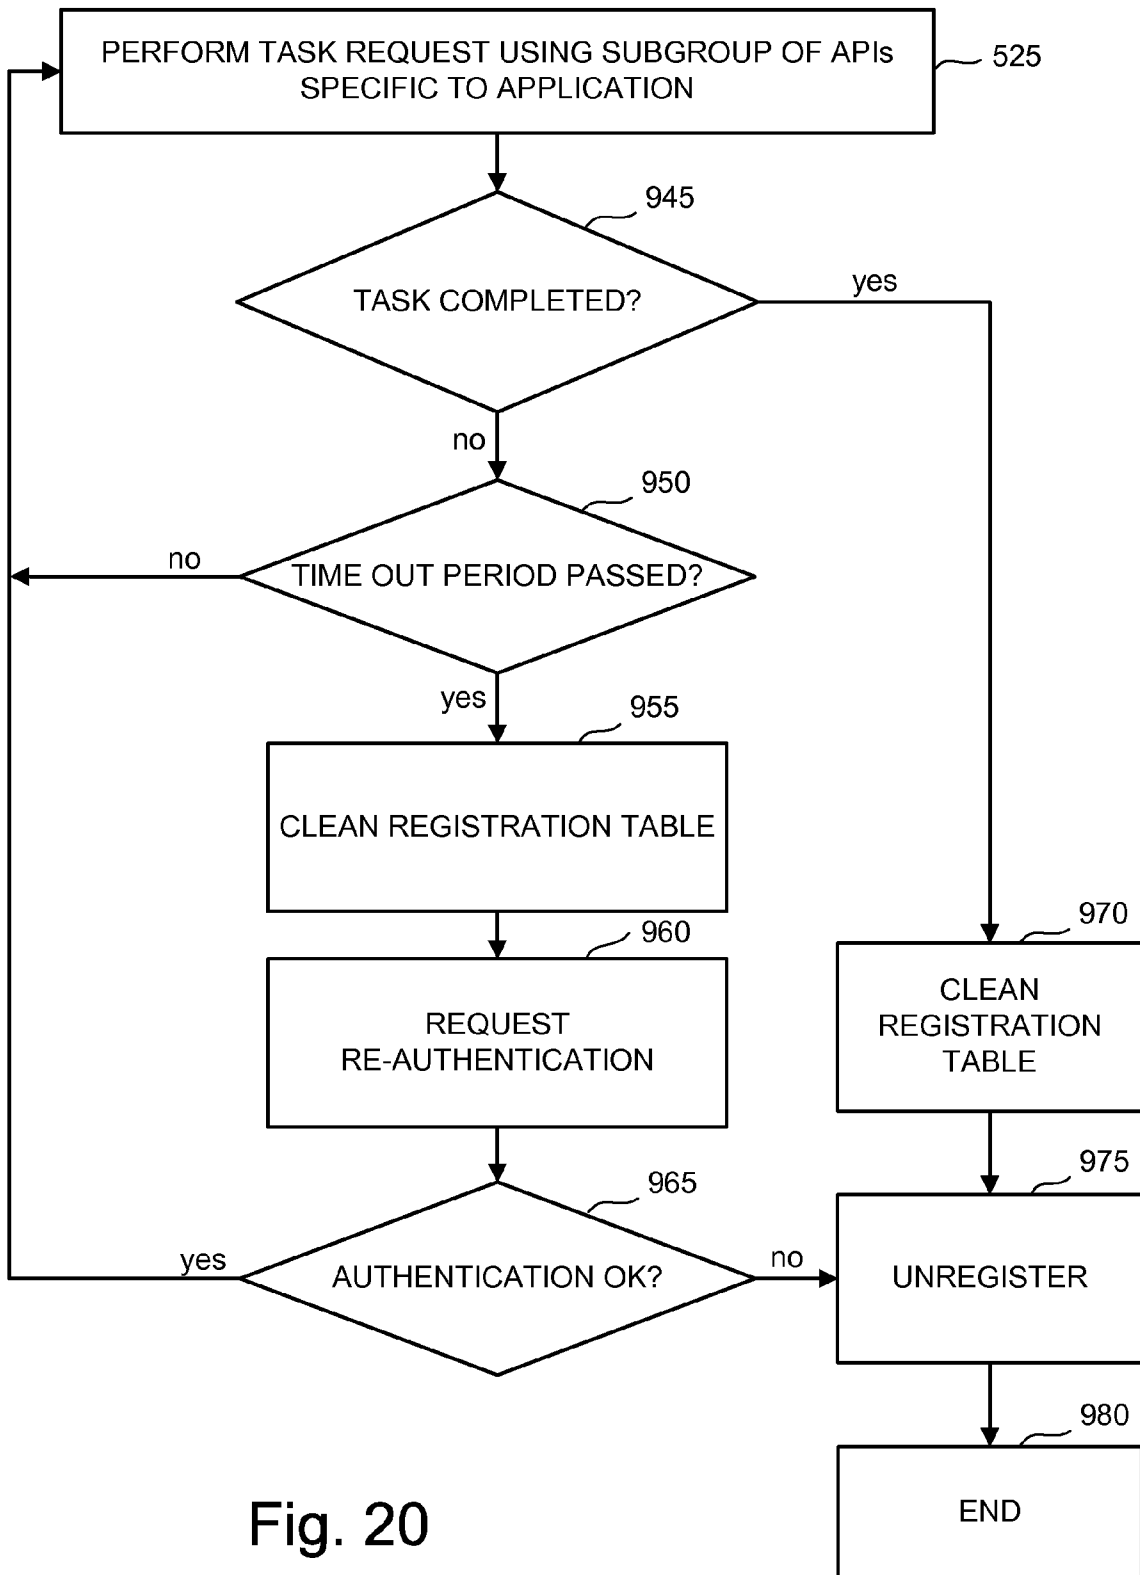 PERFORM TASK REQUEST USING SUBGROUP OF APIs
SPECIFIC TO APPLICATION
525
945
TASK COMPLETED?
yes
no
950
TIME OUT PERIOD PASSED?
no
yes
955
CLEAN REGISTRATION TABLE
960
REQUEST
RE-AUTHENTICATION
970
CLEAN
REGISTRATION
TABLE
965
AUTHENTICATION OK?
yes
no
975
UNREGISTER
980
END
Fig. 20